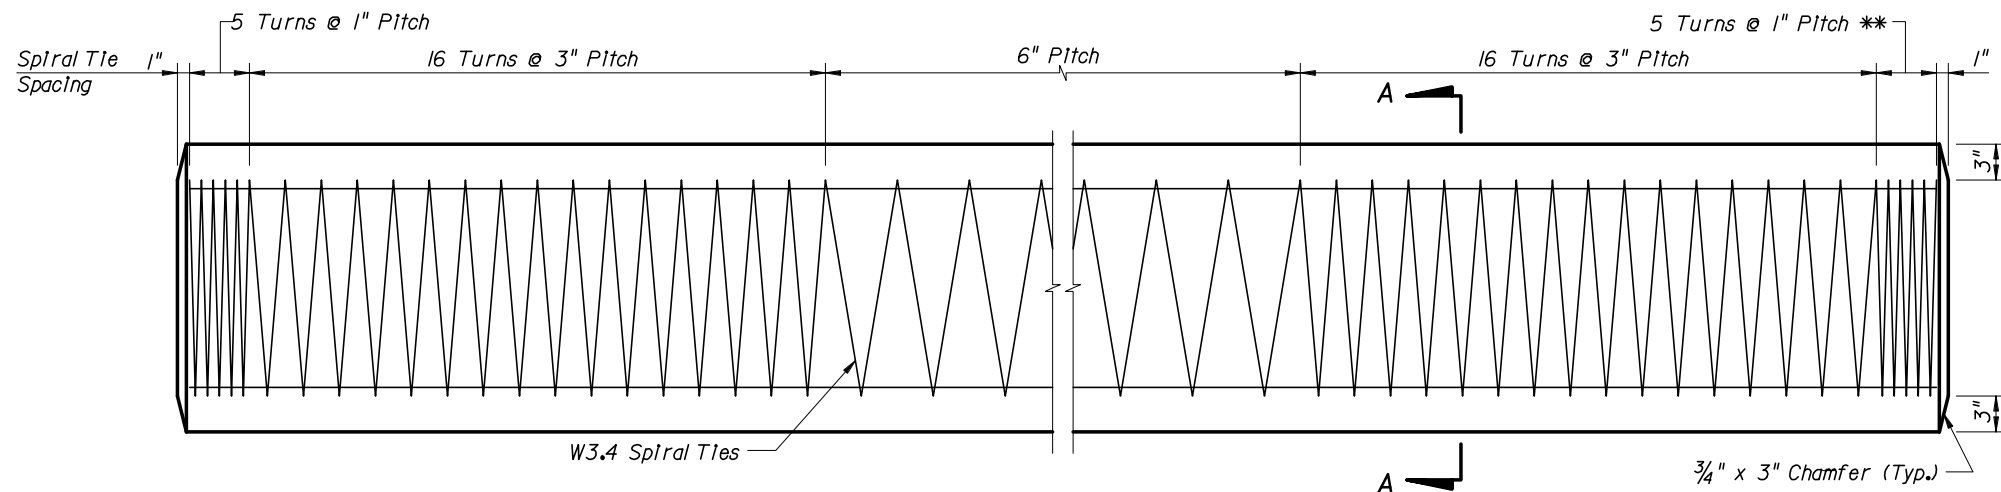 5 Turns @ 1" Pitch
5 Turns @ 1" Pitch **
Spiral Tie
Spacing
1"
16 Turns @ 3" Pitch
6" Pitch
16 Turns @ 3" Pitch
1"
A
3"
3"
W3.4 Spiral Ties
A
¾" x 3" Chamfer (Typ.)